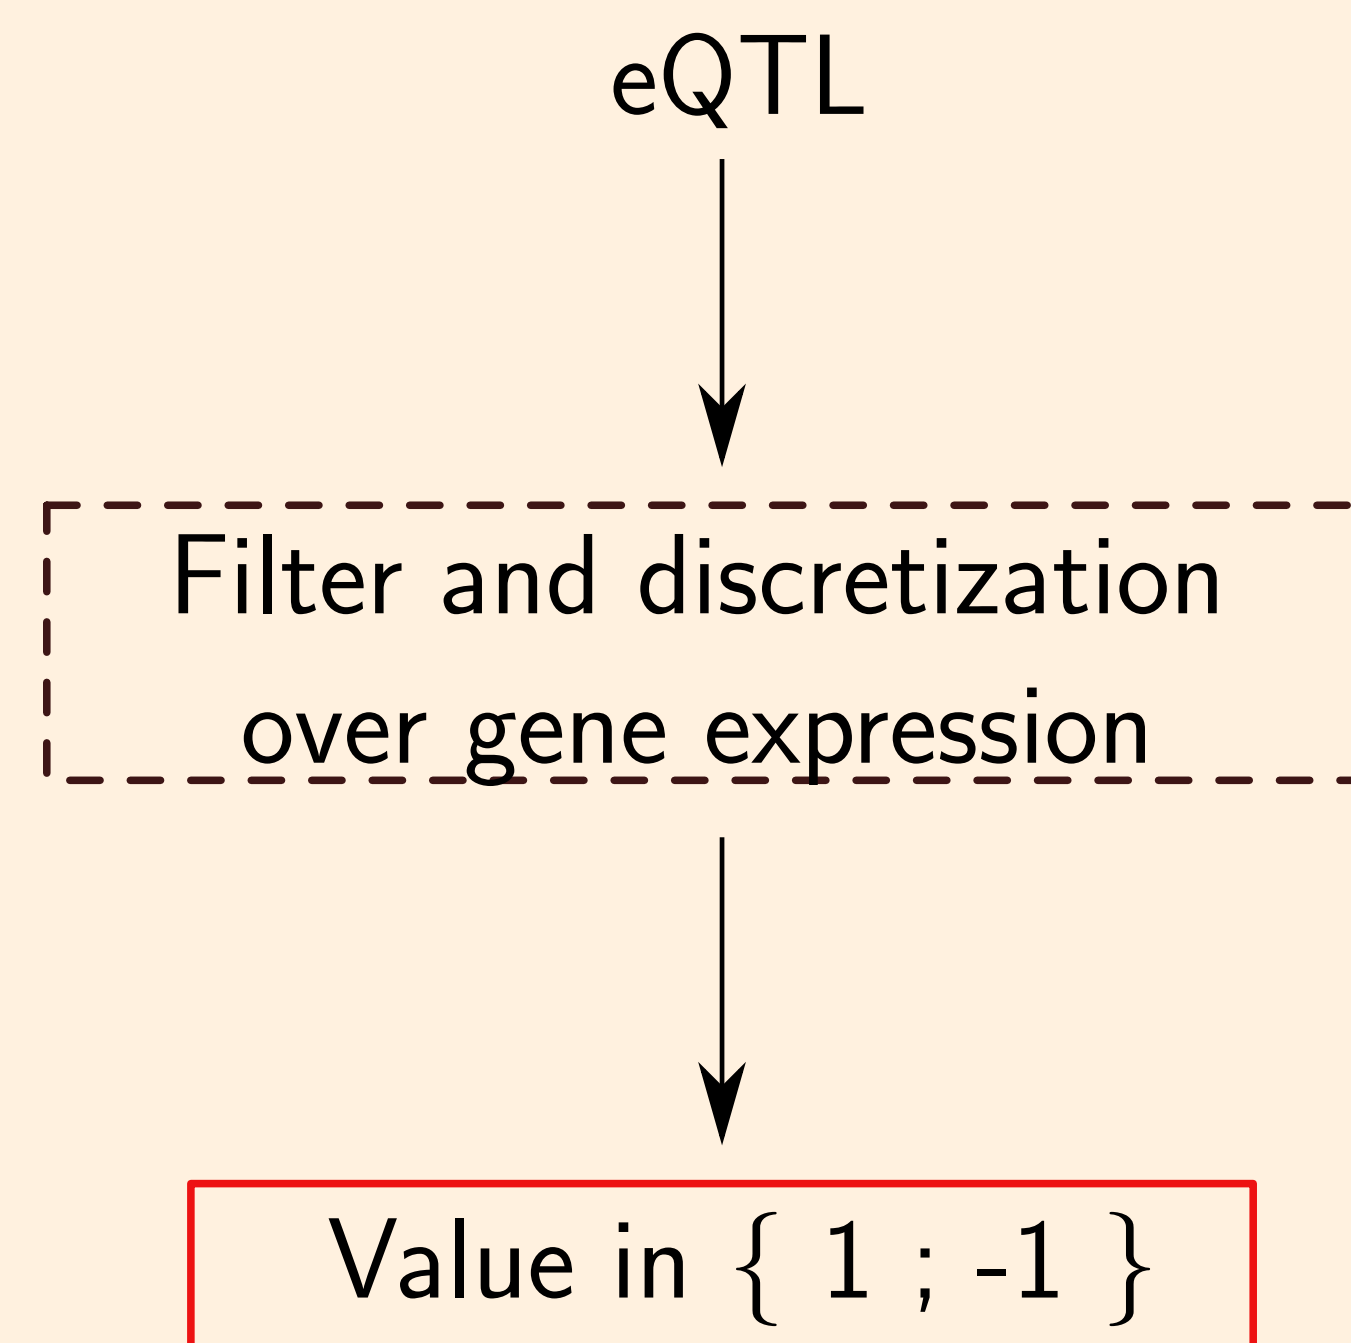 eQTL
Filter and discretization
over gene expression
Value in { 1 ; -1 }